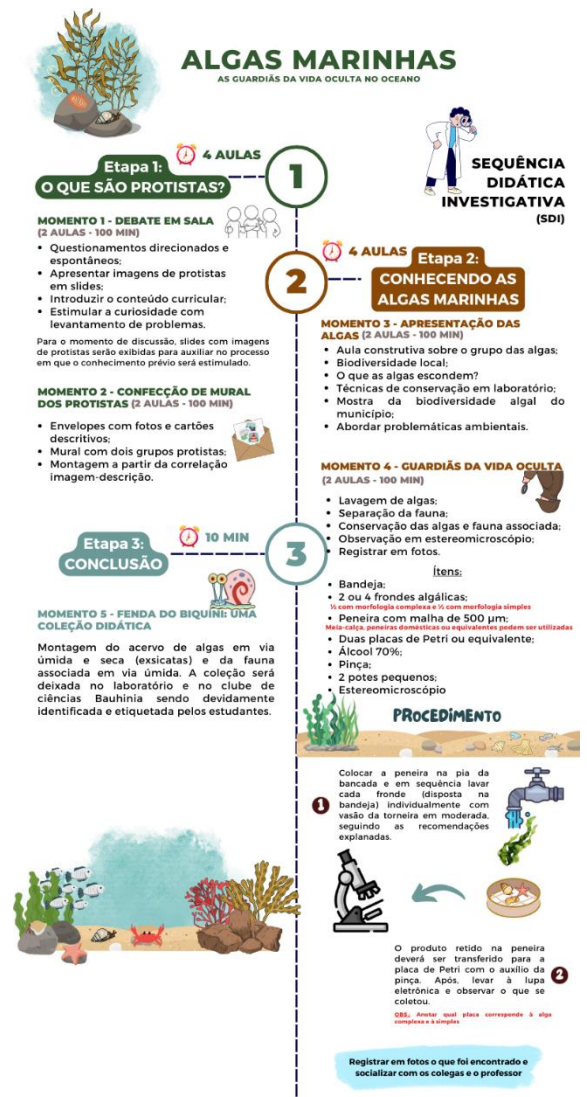 ALGAS MARINHAS
AS GUARDIÃS DA VIDA OCULTA NO OCEANO
SEQUÊNCIA
DIDÁTICA
INVESTIGATIVA
(SDI)
Etapa 1:
O QUE SÃO PROTISTAS?
4 AULAS
1
MOMENTO 1 - DEBATE EM SALA
(2 AULAS - 100 MIN)
• Questionamentos direcionados e
espontâneos;
• Apresentar imagens de protistas
em slides;
• Introduzir o conteúdo curricular;
• Estimular a curiosidade com
levantamento de problemas.
Para o momento de discussão, slides com imagens
de protistas serão exibidas para auxiliar no processo
em que o conhecimento prévio será estimulado.
MOMENTO 2 - CONFECÇÃO DE MURAL
DOS PROTISTAS (2 AULAS - 100 MIN)
• Envelopes com fotos e cartões
descritivos;
• Mural com dois grupos protistas;
• Montagem a partir da correlação
imagem-descrição.
2
4 AULAS
Etapa 2:
CONHECENDO AS
ALGAS MARINHAS
MOMENTO 3 - APRESENTAÇÃO DAS
ALGAS (2 AULAS - 100 MIN)
• Aula construtiva sobre o grupo das algas;
• Biodiversidade local;
• O que as algas escondem?
• Técnicas de conservação em laboratório;
• Mostra da biodiversidade algal do
município;
• Abordar problemáticas ambientais.
MOMENTO 4 - GUARDIÃS DA VIDA OCULTA
(2 AULAS - 100 MIN)
• Lavagem de algas;
• Separação da fauna;
• Conservação das algas e fauna associada;
• Observação em estereomicroscópio;
• Registrar em fotos.
Ítens:
• Bandeja;
• 2 ou 4 frondes algálicas;
½ com morfologia complexa e ½ com morfologia simples
• Peneira com malha de 500 µm;
Meia-calça, peneiras domésticas ou equivalentes podem ser utilizadas
• Duas placas de Petri ou equivalente;
• Álcool 70%;
• Pinça;
• 2 potes pequenos;
• Estereomicroscópio
PROCEDIMENTO
1
Colocar a peneira na pia da
bancada e em sequência lavar
cada fronde (disposta na
bandeja) individualmente com
vasão da torneira em moderada,
seguindo as recomendações
explanadas.
O produto retido na peneira
deverá ser transferido para a
placa de Petri com o auxílio da
pinça. Após, levar à lupa
eletrônica e observar o que se
coletou.
2
OBS.: Anotar qual placa corresponde à alga
complexa e à simples
Registrar em fotos o que foi encontrado e
socializar com os colegas e o professor
Etapa 3:
CONCLUSÃO
10 MIN
3
MOMENTO 5 - FENDA DO BIQUÍNI: UMA
COLEÇÃO DIDÁTICA
Montagem do acervo de algas em via
úmida e seca (exsicatas) e da fauna
associada em via úmida. A coleção será
deixada no laboratório e no clube de
ciências Bauhinia sendo devidamente
identificada e etiquetada pelos estudantes.